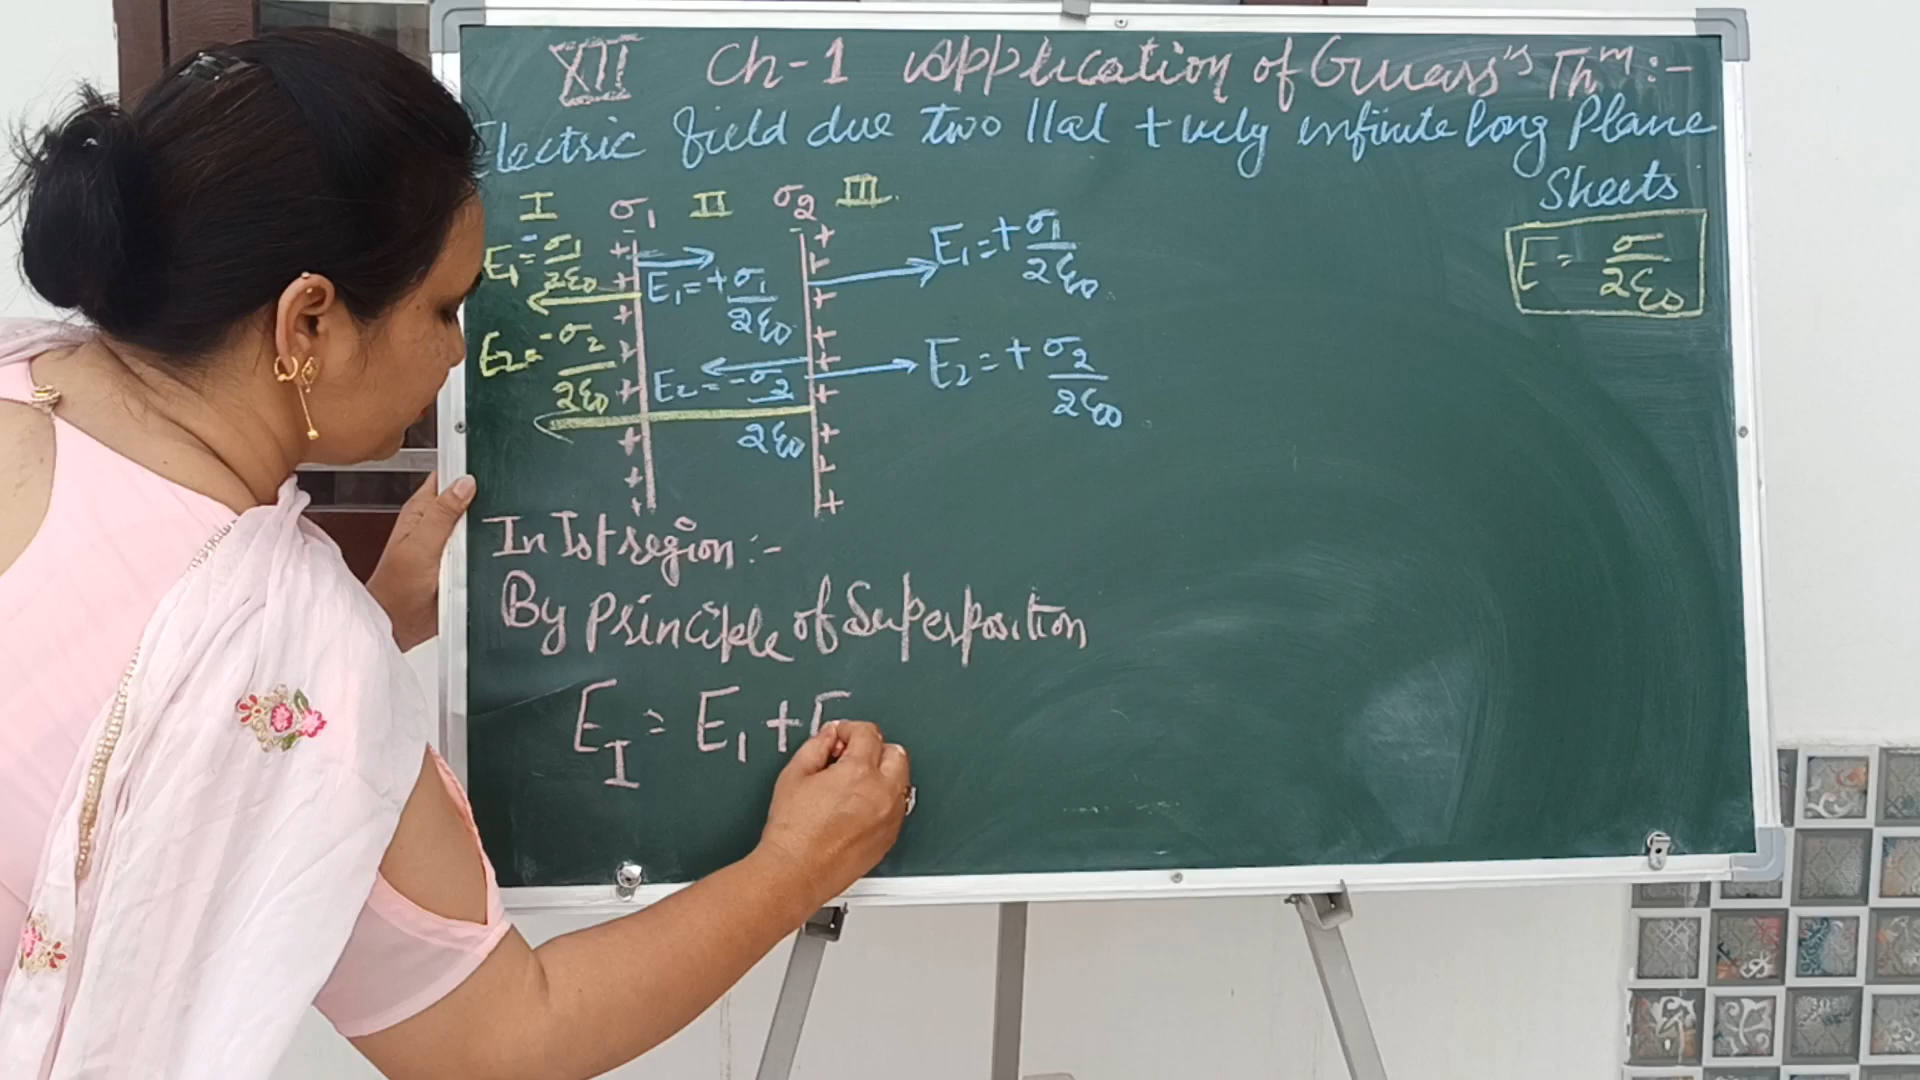 XII Ch-1 Application of Guass's Thm :-
Electric field due two llal +vely infinite long Plane
Sheets
I σ1 II σ2 III
E1 = -σ1/2ε0
E1 = +σ1/2ε0
E1 = +σ1/2ε0
E = σ/2ε0
E2 = -σ2/2ε0
E2 = -σ2/2ε0
E2 = +σ2/2ε0
In Ist region :-
By Principle of Superposition
E_I = E1 + E